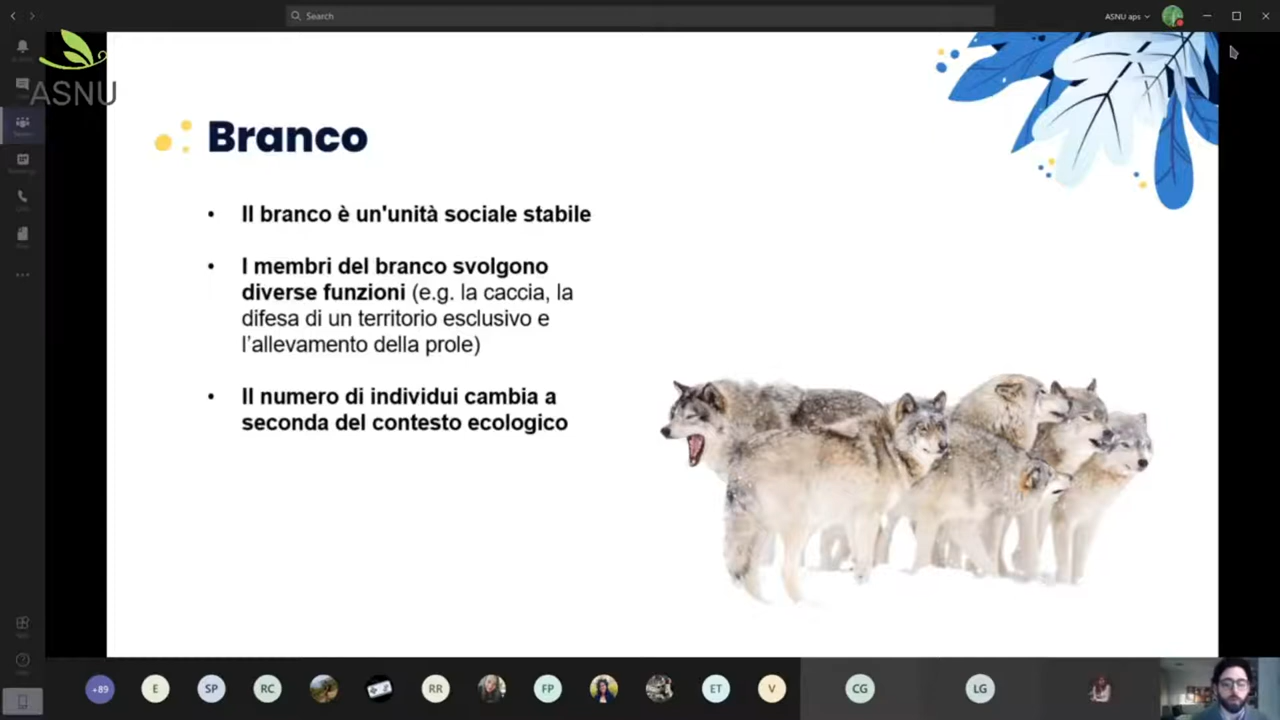 Search
ASNU aps
ASNU
Branco
• Il branco è un'unità sociale stabile
• I membri del branco svolgono
diverse funzioni (e.g. la caccia, la
difesa di un territorio esclusivo e
l'allevamento della prole)
• Il numero di individui cambia a
seconda del contesto ecologico
+89
E
SP
RC
RR
FP
ET
V
CG
LG